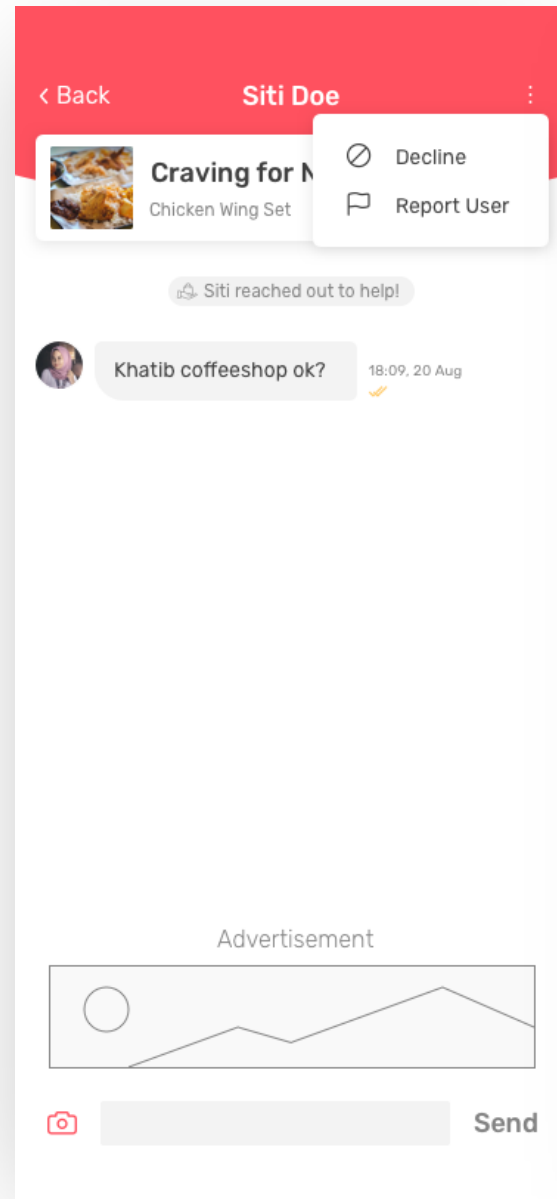 Back
Siti Doe
Decline
Report User
Craving for
Chicken Wing Set
Siti reached out to help!
Khatib coffeeshop ok?
18:09, 20 Aug
Advertisement
Send